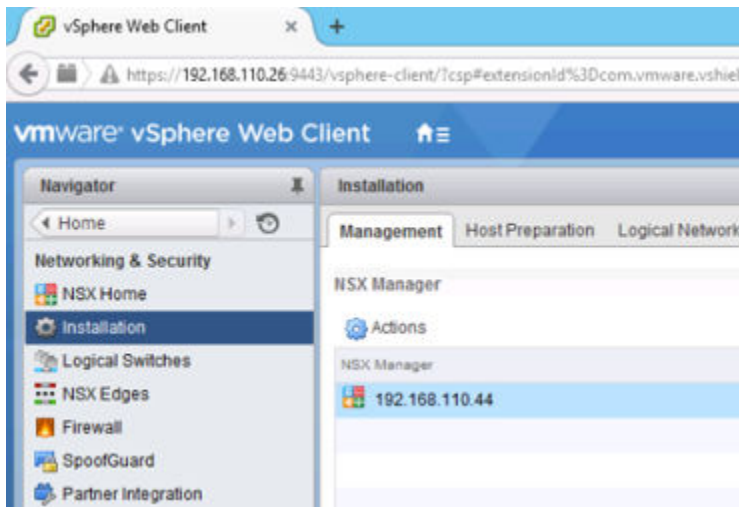 vSphere Web Client
https://192.168.110.26:9443/vsphere-client/?csp#extensionId%3Dcom.vmware.vshiel
vmware® vSphere Web Client
Navigator
Installation
Home
Management Host Preparation Logical Network
Networking & Security
NSX Home
NSX Manager
Installation
Actions
Logical Switches
NSX Manager
NSX Edges
192.168.110.44
Firewall
SpoofGuard
Partner Integration